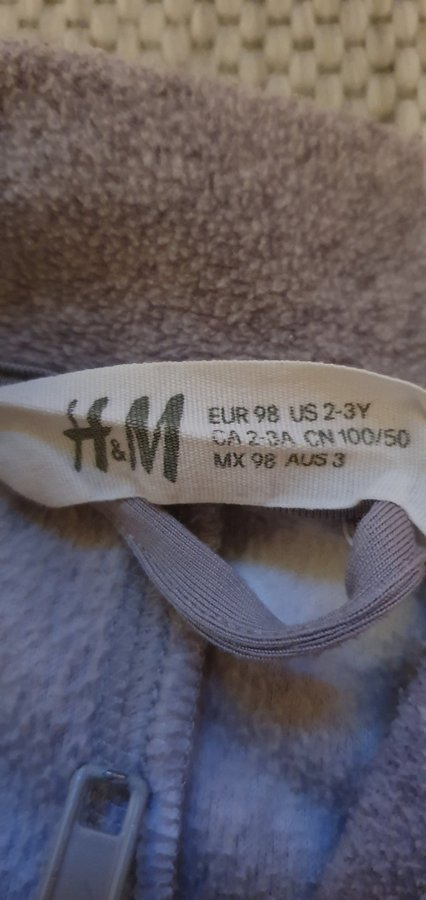 H&M
EUR 98 US 2-3Y
CA 2-3A CN 100/50
MX 98 AUS 3